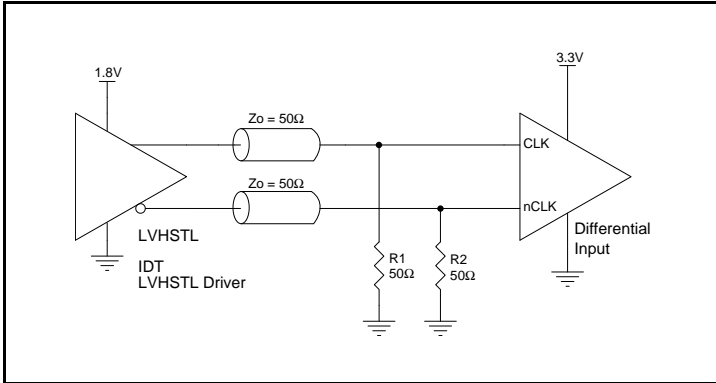 1.8V
3.3V
Zo = 50Ω
CLK
Zo = 50Ω
nCLK
LVHSTL
IDT
LVHSTL Driver
R1
50Ω
R2
50Ω
Differential
Input